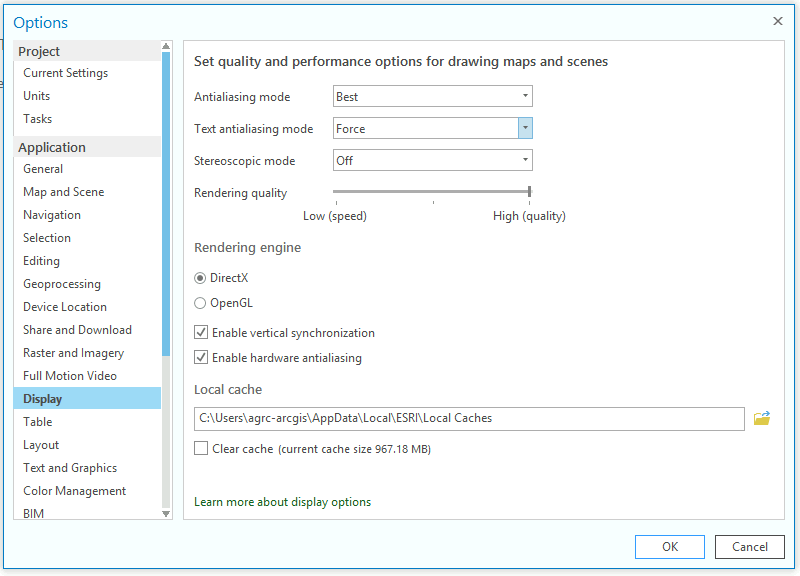 Options
Project
Current Settings
Units
Tasks
Application
General
Map and Scene
Navigation
Selection
Editing
Geoprocessing
Device Location
Share and Download
Raster and Imagery
Full Motion Video
Display
Table
Layout
Text and Graphics
Color Management
BIM
Set quality and performance options for drawing maps and scenes
Antialiasing mode Best
Text antialiasing mode Force
Stereoscopic mode Off
Rendering quality
Low (speed) High (quality)
Rendering engine
DirectX
OpenGL
Enable vertical synchronization
Enable hardware antialiasing
Local cache
C:\Users\agrc-arcgis\AppData\Local\ESRI\Local Caches
Clear cache (current cache size 967.18 MB)
Learn more about display options
OK Cancel